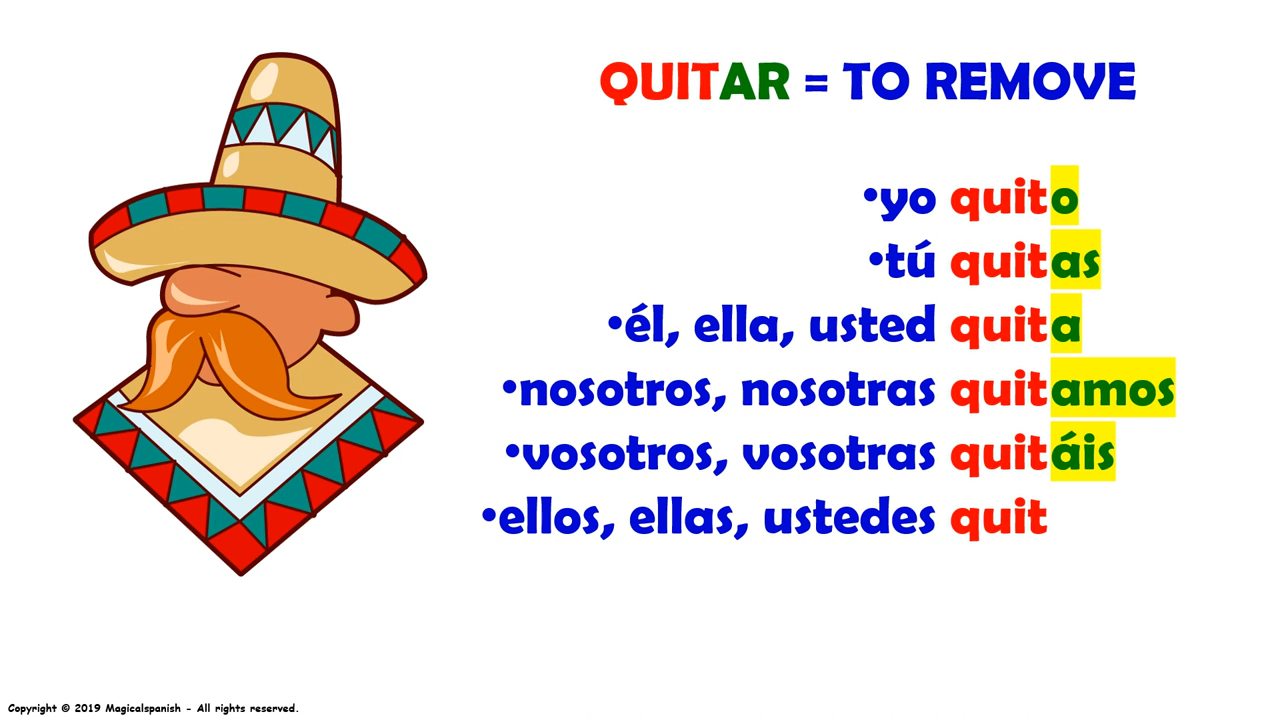 QUITAR = TO REMOVE
•yo quito
•tú quitas
•él, ella, usted quita
•nosotros, nosotras quitamos
•vosotros, vosotras quitáis
•ellos, ellas, ustedes quit
Copyright © 2019 Magicalspanish - All rights reserved.